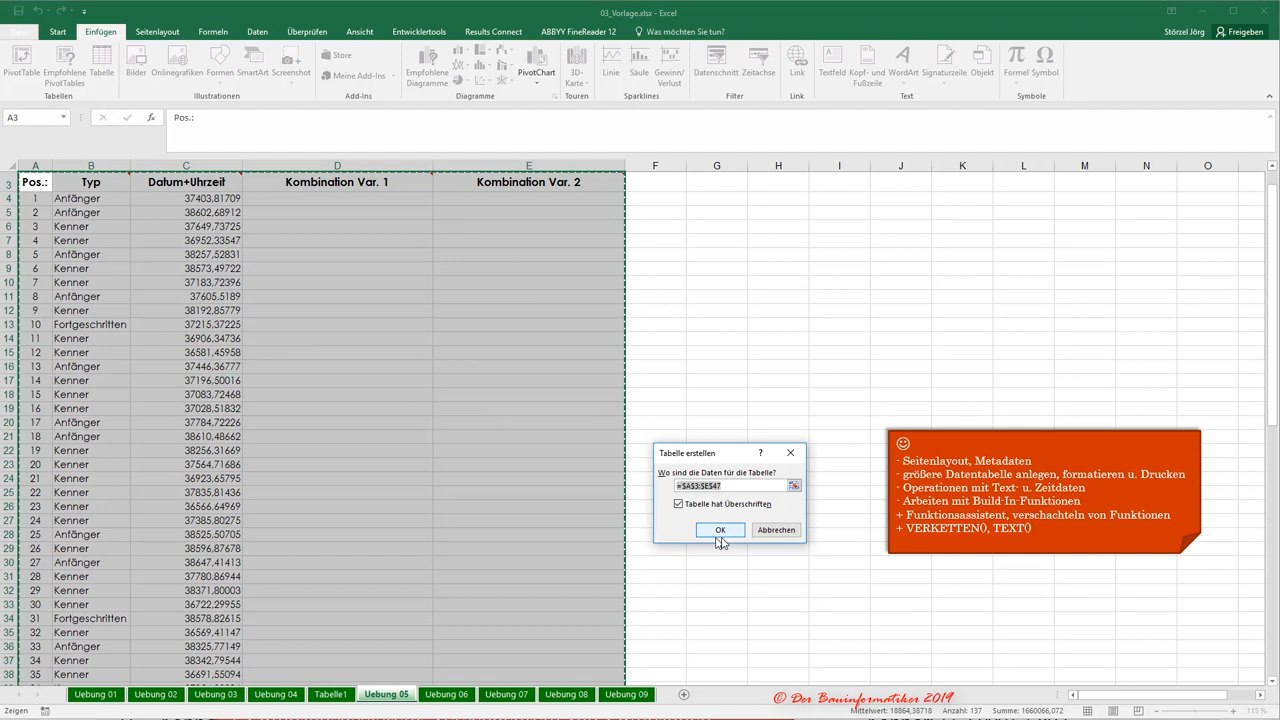 03_Vorlage.xlsx - Excel
Start Einfügen Seitenlayout Formeln Daten Überprüfen Ansicht Entwicklertools Results Connect ABBYY FineReader 12 Was möchten Sie tun? Störzel Jörg Freigeben
PivotTable Empfohlene PivotTables Tabelle Bilder Onlinegrafiken Formen SmartArt Screenshot Store Meine Add-Ins Empfohlene Diagramme PivotChart 3D-Karte Linie Säule Gewinn/Verlust Datenschnitt Zeitachse Link Textfeld Kopf- und Fußzeile WordArt Signaturzeile Objekt Formel Symbol
Tabellen Illustrationen Add-Ins Diagramme Touren Sparklines Filter Link Text Symbole
A3 fx Pos.:
A B C D E F G H I J K L M N O
3 Pos.: Typ Datum+Uhrzeit Kombination Var. 1 Kombination Var. 2
4 1 Anfänger 37403,81709
5 2 Anfänger 38602,68912
6 3 Kenner 37649,73725
7 4 Kenner 36952,33547
8 5 Anfänger 38257,52831
9 6 Kenner 38573,49722
10 7 Kenner 37183,72396
11 8 Anfänger 37605,5189
12 9 Kenner 38192,85779
13 10 Fortgeschritten 37215,37225
14 11 Kenner 36906,34736
15 12 Kenner 36581,45958
16 13 Anfänger 37446,36777
17 14 Kenner 37196,50016
18 15 Kenner 37083,72468
19 16 Kenner 37028,51832
20 17 Anfänger 37784,72226
21 18 Anfänger 38610,48662
22 19 Kenner 38256,31669
23 20 Kenner 37564,71686
24 21 Kenner 36923,65795
25 22 Kenner 37835,81436
26 23 Kenner 36566,64969
27 24 Kenner 37385,80275
28 25 Kenner 38525,50705
29 26 Kenner 38596,87678
30 27 Anfänger 38647,41413
31 28 Kenner 37780,86944
32 29 Kenner 38371,80003
33 30 Kenner 36722,29955
34 31 Fortgeschritten 38578,82615
35 32 Kenner 36569,41147
36 33 Anfänger 38325,77149
37 34 Kenner 38342,79544
38 35 Kenner 36691,55094
Tabelle erstellen ?
Wo sind die Daten für die Tabelle?
=$A$3:$E$47
Tabelle hat Überschriften
OK Abbrechen
- Seitenlayout, Metadaten
- größere Datentabelle anlegen, formatieren u. Drucken
- Operationen mit Text- u. Zeitdaten
- Arbeiten mit Build-In-Funktionen
+ Funktionsassistent, verschachteln von Funktionen
+ VERKETTEN(), TEXT()
Uebung 01 Uebung 02 Uebung 03 Uebung 04 Tabelle1 Uebung 05 Uebung 06 Uebung 07 Uebung 08 Uebung 09
© Der Bauinformatiker 2019
Zeigen Mittelwert: 18864,38718 Anzahl: 137 Summe: 1660066,072 115 %